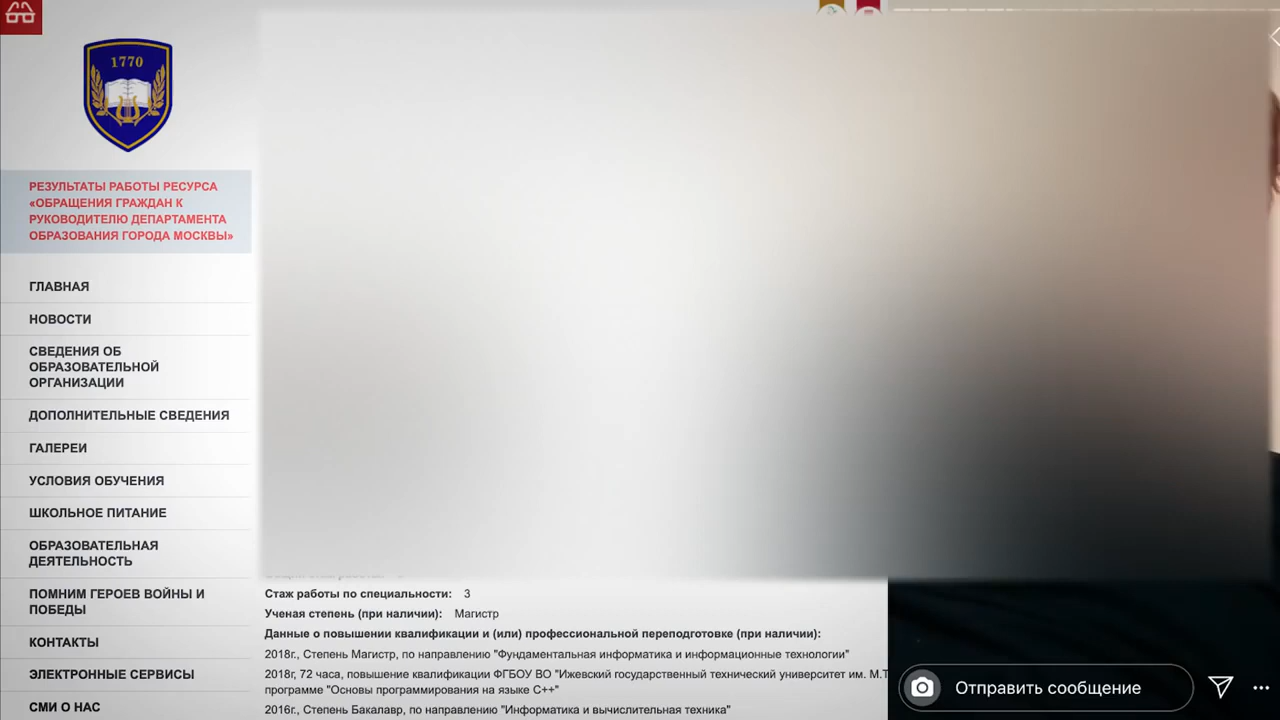 1770
РЕЗУЛЬТАТЫ РАБОТЫ РЕСУРСА
«ОБРАЩЕНИЯ ГРАЖДАН К
РУКОВОДИТЕЛЮ ДЕПАРТАМЕНТА
ОБРАЗОВАНИЯ ГОРОДА МОСКВЫ»
ГЛАВНАЯ
НОВОСТИ
СВЕДЕНИЯ ОБ
ОБРАЗОВАТЕЛЬНОЙ
ОРГАНИЗАЦИИ
ДОПОЛНИТЕЛЬНЫЕ СВЕДЕНИЯ
ГАЛЕРЕИ
УСЛОВИЯ ОБУЧЕНИЯ
ШКОЛЬНОЕ ПИТАНИЕ
ОБРАЗОВАТЕЛЬНАЯ
ДЕЯТЕЛЬНОСТЬ
ПОМНИМ ГЕРОЕВ ВОЙНЫ И
ПОБЕДЫ
КОНТАКТЫ
ЭЛЕКТРОННЫЕ СЕРВИСЫ
СМИ О НАС
Стаж работы по специальности: 3
Ученая степень (при наличии): Магистр
Данные о повышении квалификации и (или) профессиональной переподготовке (при наличии):
2018г., Степень Магистр, по направлению "Фундаментальная информатика и информационные технологии"
2018г, 72 часа, повышение квалификации ФГБОУ ВО "Ижевский государственный технический университет им. М.Т
программе "Основы программирования на языке С++"
2016г., Степень Бакалавр, по направлению "Информатика и вычислительная техника"
Отправить сообщение